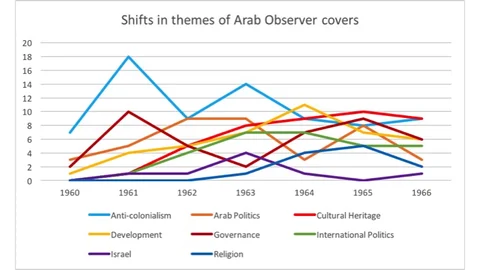 Shifts in themes of Arab Observer covers
20
18
16
14
12
10
8
6
4
2
0
1960 1961 1962 1963 1964 1965 1966
Anti-colonialism Arab Politics Cultural Heritage
Development Governance International Politics
Israel Religion